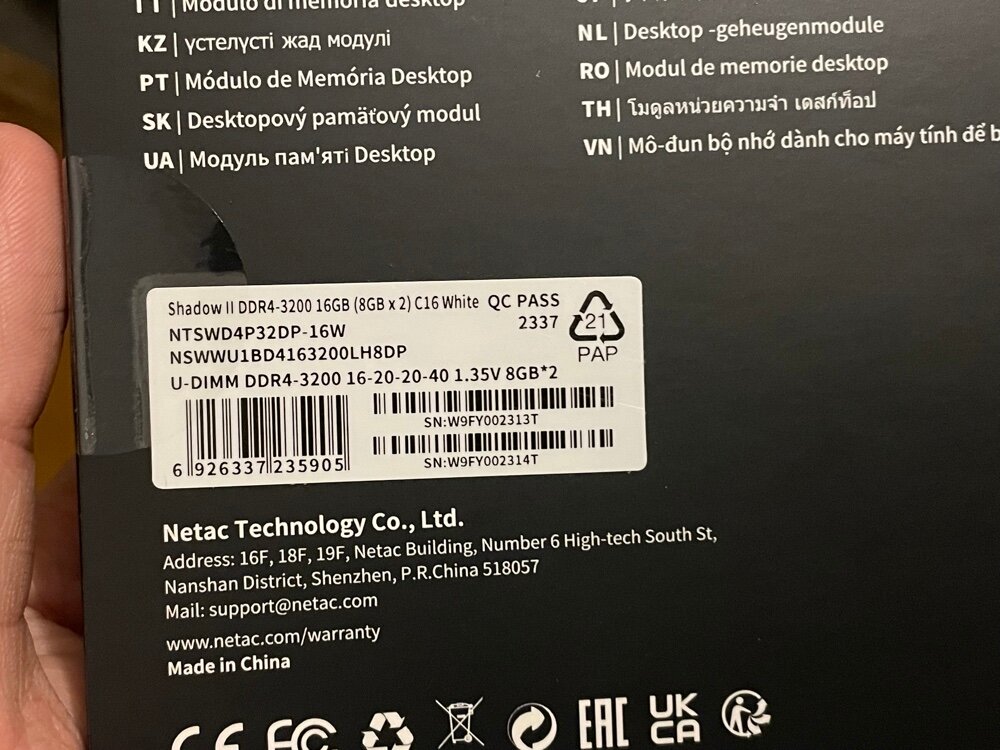 Modulo di memoria desktop
KZ | үстелүсті жад модулі
PT | Módulo de Memória Desktop
SK | Desktopový pamäťový modul
UA | Модуль пам'яті Desktop
NL | Desktop -geheugenmodule
RO | Modul de memorie desktop
TH | โมดูลหน่วยความจำ เดสก์ท็อป
VN | Mô-đun bộ nhớ dành cho máy tính để b
Shadow II DDR4-3200 16GB (8GB x 2) C16 White QC PASS
NTSWD4P32DP-16W 2337
NSWWU1BD4163200LH8DP
U-DIMM DDR4-3200 16-20-20-40 1.35V 8GB*2
21
PAP
SN:W9FY002313T
SN:W9FY002314T
6 926337 235905
Netac Technology Co., Ltd.
Address: 16F, 18F, 19F, Netac Building, Number 6 High-tech South St,
Nanshan District, Shenzhen, P.R.China 518057
Mail: support@netac.com
www.netac.com/warranty
Made in China
CE FC EAC UK CA